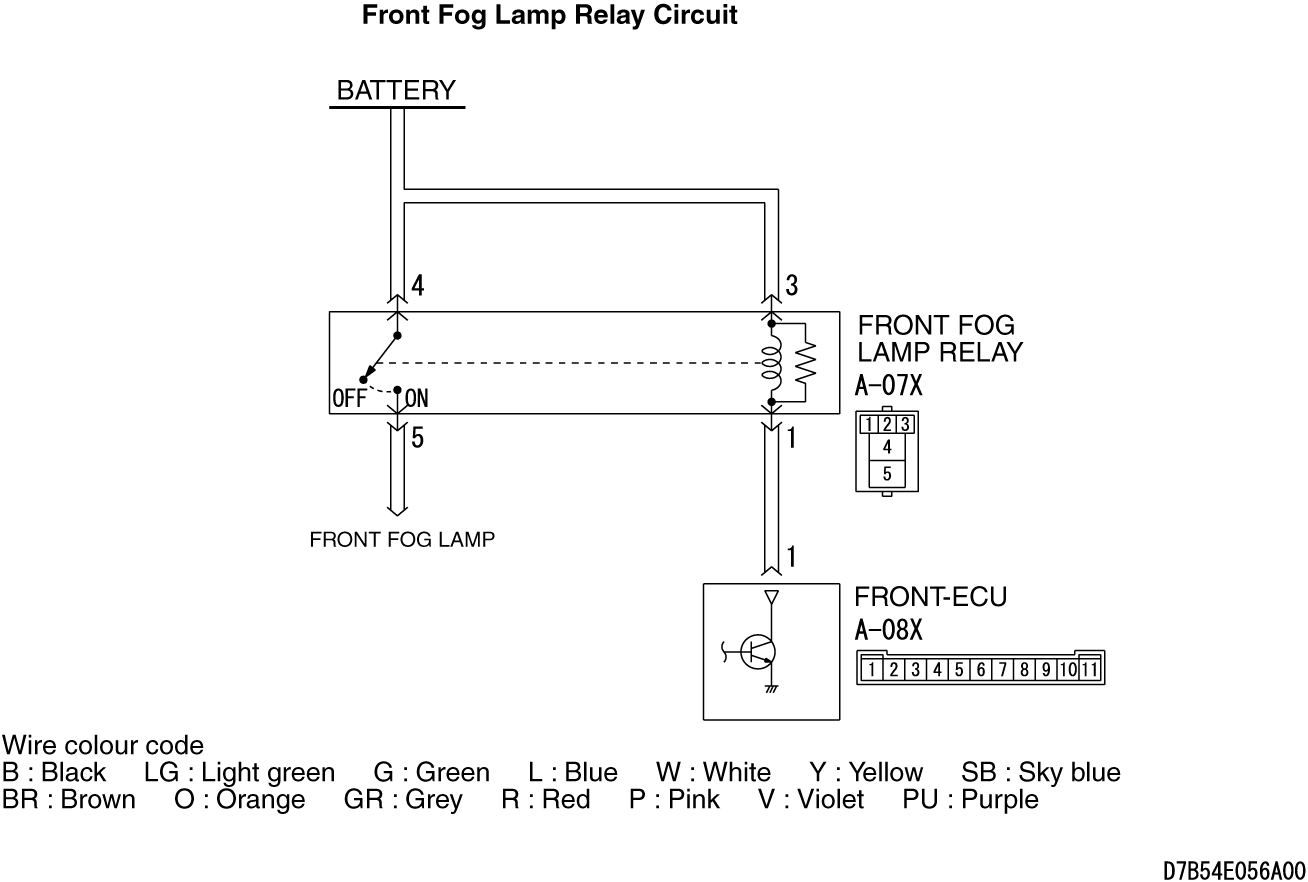 Front Fog Lamp Relay Circuit
BATTERY
4 3
FRONT FOG
LAMP RELAY
A-07X
OFF ON
1 2 3
4
5
5 1
FRONT FOG LAMP
1
FRONT-ECU
A-08X
1 2 3 4 5 6 7 8 9 10 11
Wire colour code
B : Black LG : Light green G : Green L : Blue W : White Y : Yellow SB : Sky blue
BR : Brown O : Orange GR : Grey R : Red P : Pink V : Violet PU : Purple
D7B54E056A00